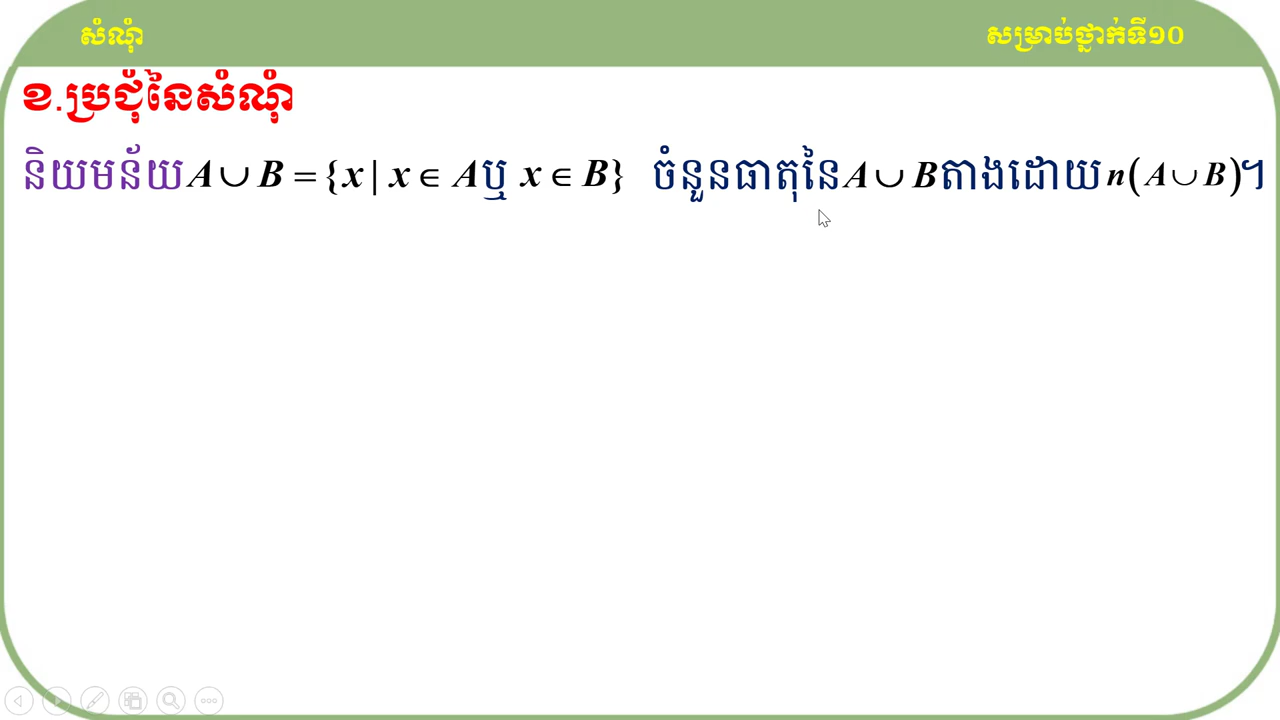 សំណុំ សម្រាប់ថ្នាក់ទី១០
ខ.ប្រជុំនៃសំណុំ
និយមន័យ A ∪ B = {x | x ∈ A ឬ x ∈ B} ចំនួនធាតុនៃ A ∪ B តាងដោយ n(A ∪ B)។